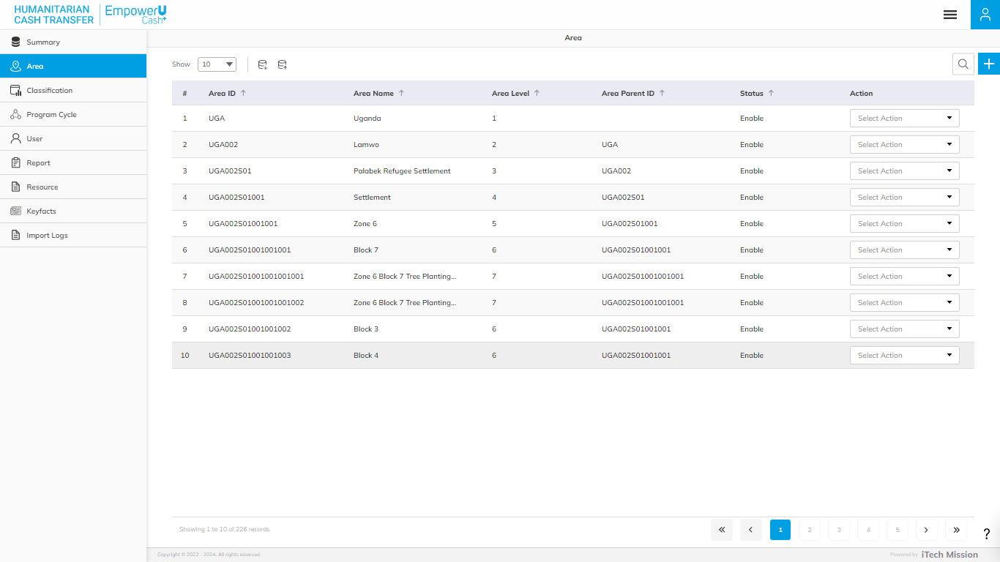 HUMANITARIAN
CASH TRANSFER
EmpowerU
Cash+
Summary
Area
Classification
Program Cycle
User
Report
Resource
Keyfacts
Import Logs
Area
Show 10
# Area ID Area Name Area Level Area Parent ID Status Action
1 UGA Uganda 1 Enable Select Action
2 UGA002 Lamwo 2 UGA Enable Select Action
3 UGA002S01 Palabek Refugee Settlement 3 UGA002 Enable Select Action
4 UGA002S01001 Settlement 4 UGA002S01 Enable Select Action
5 UGA002S01001001 Zone 6 5 UGA002S01001 Enable Select Action
6 UGA002S01001001001 Block 7 6 UGA002S01001001 Enable Select Action
7 UGA002S01001001001001 Zone 6 Block 7 Tree Planting... 7 UGA002S01001001001 Enable Select Action
8 UGA002S01001001001002 Zone 6 Block 7 Tree Planting... 7 UGA002S01001001001 Enable Select Action
9 UGA002S01001001002 Block 3 6 UGA002S01001001 Enable Select Action
10 UGA002S01001001003 Block 4 6 UGA002S01001001 Enable Select Action
Showing 1 to 10 of 226 records
« ‹ 1 2 3 4 5 › »
?
Copyright © 2022 - 2024. All rights reserved.
Powered by iTech Mission